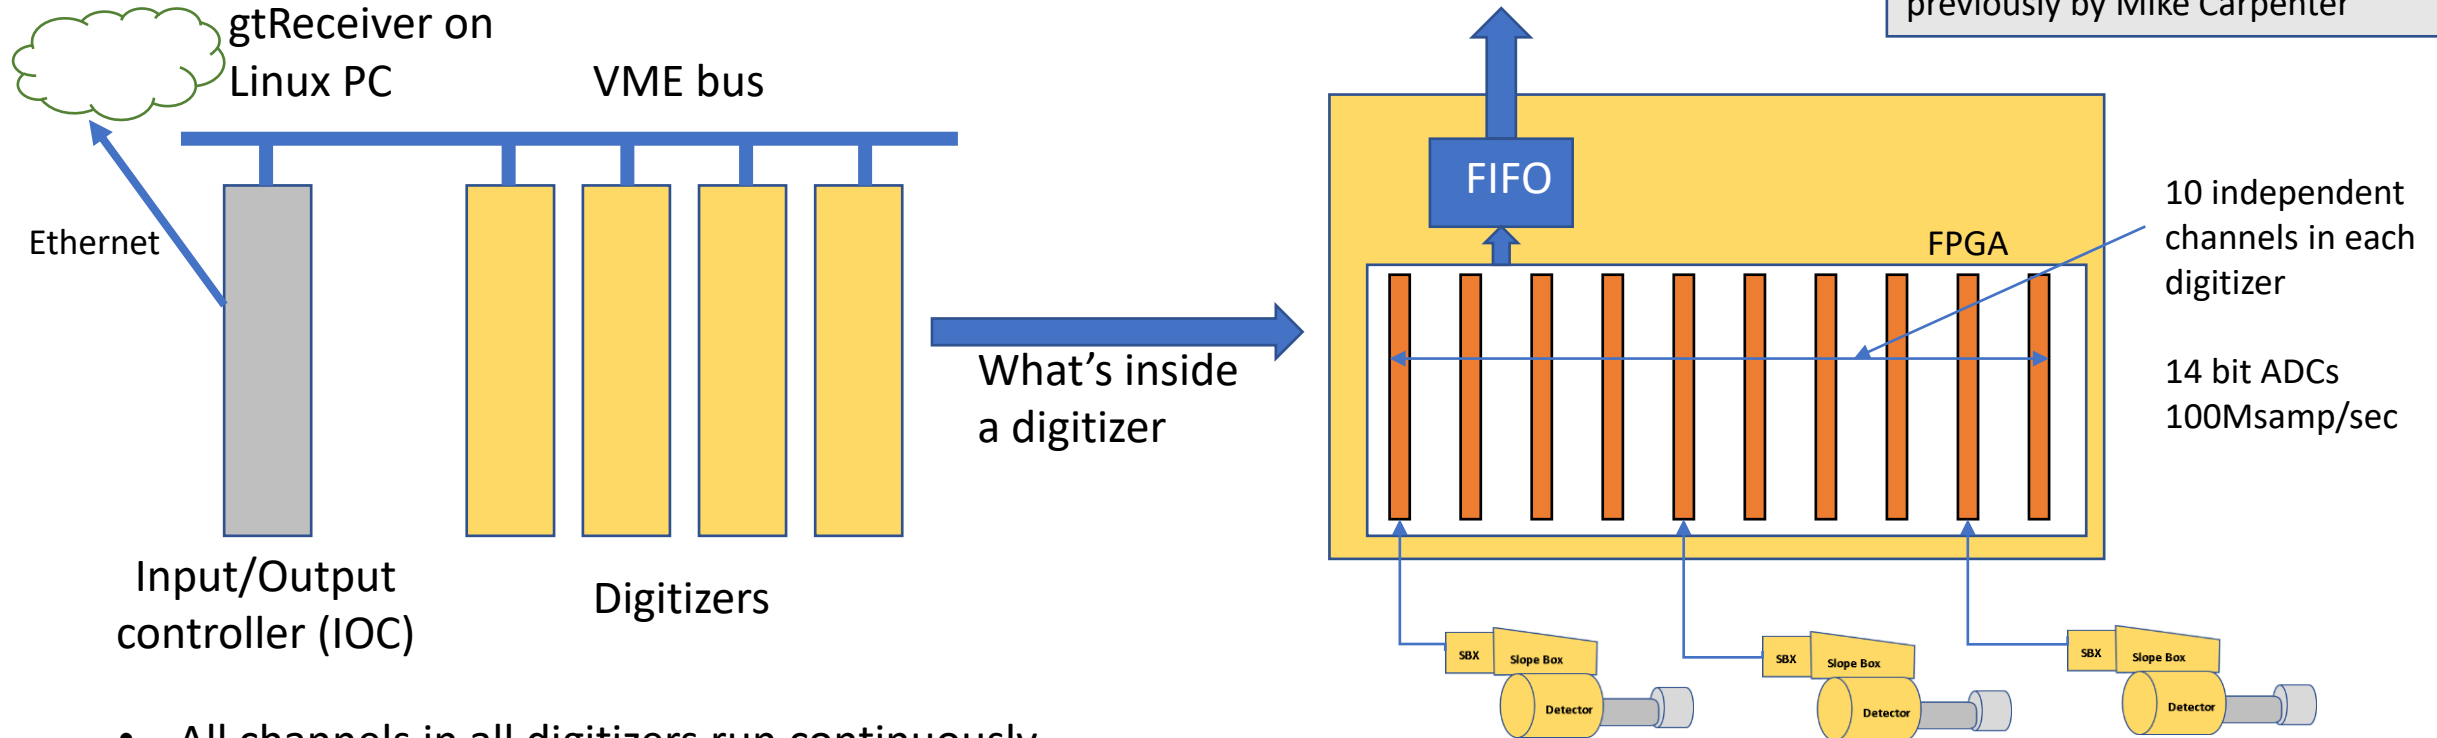 gtReceiver on
Linux PC
VME bus
previously by Mike Carpenter
FIFO
Ethernet
FPGA
10 independent
channels in each
digitizer
14 bit ADCs
100Msamp/sec
What's inside
a digitizer
Input/Output
controller (IOC)
Digitizers
SBX
Slope Box
Detector
SBX
Slope Box
Detector
SBX
Slope Box
Detector
• All channels in all digitizers run continuously